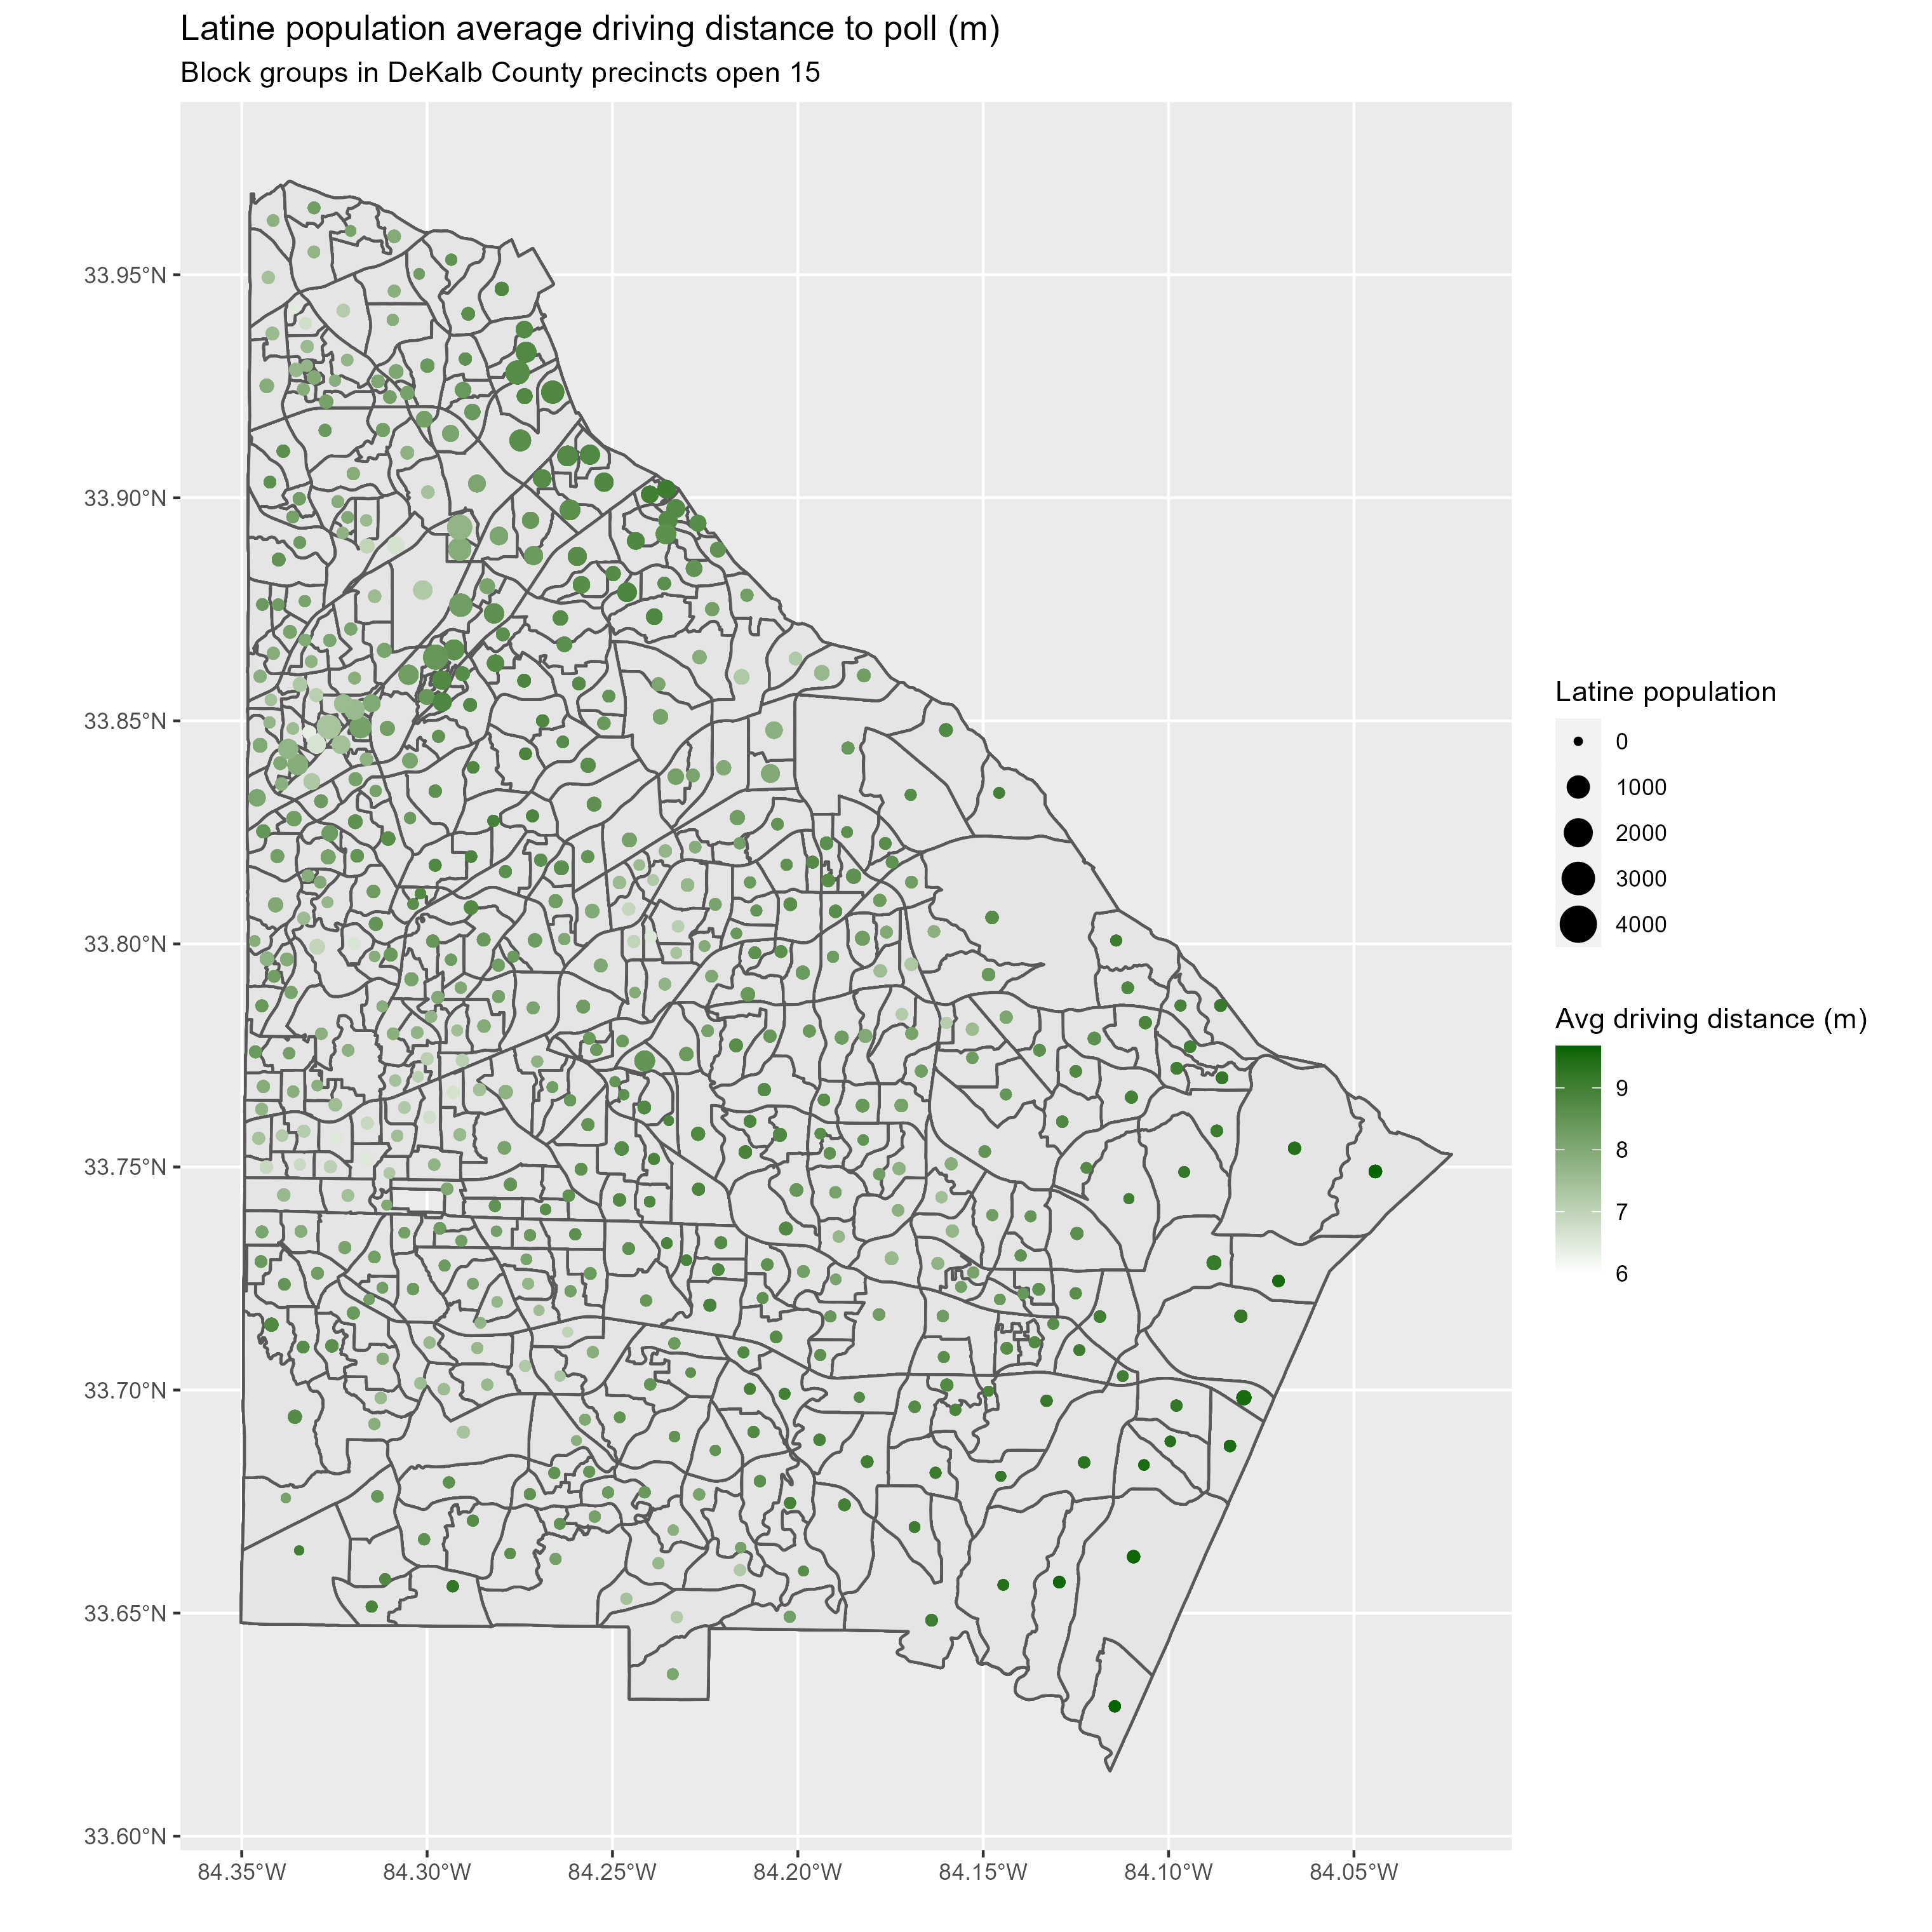 Latine population average driving distance to poll (m)
Block groups in DeKalb County precincts open 15
33.95°N
33.90°N
33.85°N
33.80°N
33.75°N
33.70°N
33.65°N
33.60°N
84.35°W
84.30°W
84.25°W
84.20°W
84.15°W
84.10°W
84.05°W
Latine population
0
1000
2000
3000
4000
Avg driving distance (m)
9
8
7
6